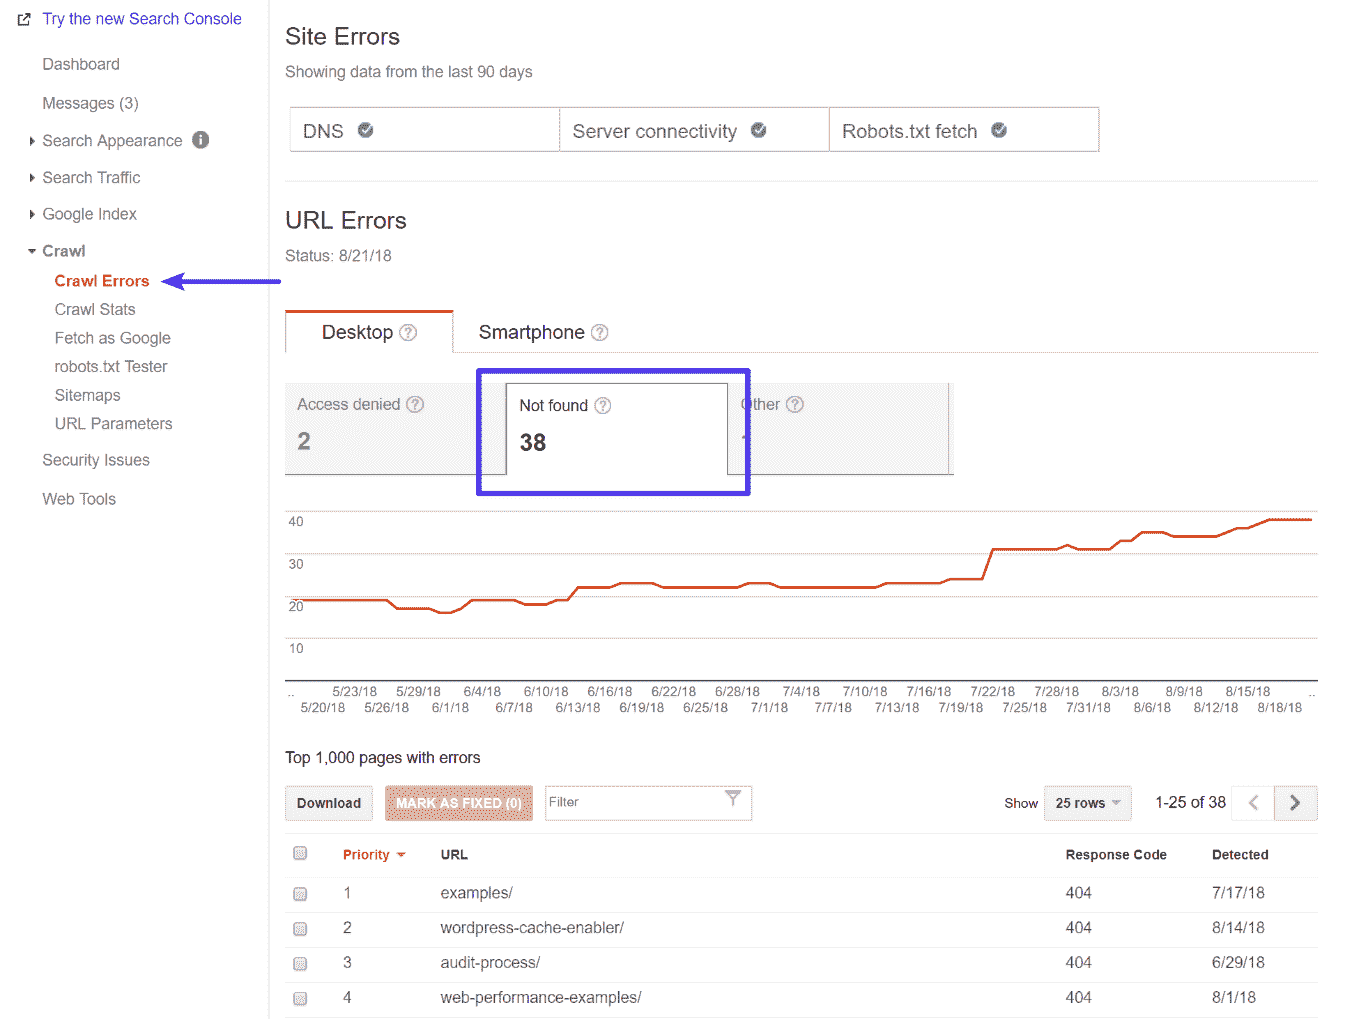 Try the new Search Console
Dashboard
Messages (3)
Search Appearance
Search Traffic
Google Index
Crawl
Crawl Errors
Crawl Stats
Fetch as Google
robots.txt Tester
Sitemaps
URL Parameters
Security Issues
Web Tools
Site Errors
Showing data from the last 90 days
DNS Server connectivity Robots.txt fetch
URL Errors
Status: 8/21/18
Desktop ? Smartphone ?
Access denied ? Not found ? Other ?
2 38
40
30
20
10
.. 5/23/18 5/29/18 6/4/18 6/10/18 6/16/18 6/22/18 6/28/18 7/4/18 7/10/18 7/16/18 7/22/18 7/28/18 8/3/18 8/9/18 8/15/18 ..
5/20/18 5/26/18 6/1/18 6/7/18 6/13/18 6/19/18 6/25/18 7/1/18 7/7/18 7/13/18 7/19/18 7/25/18 7/31/18 8/6/18 8/12/18 8/18/18
Top 1,000 pages with errors
Download MARK AS FIXED (0) Filter Show 25 rows 1-25 of 38
Priority URL Response Code Detected
1 examples/ 404 7/17/18
2 wordpress-cache-enabler/ 404 8/14/18
3 audit-process/ 404 6/29/18
4 web-performance-examples/ 404 8/1/18